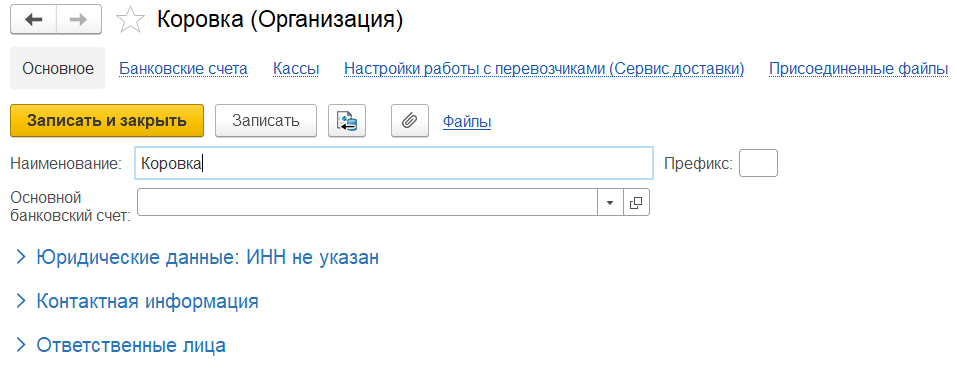 Коровка (Организация)
Основное Банковские счета Кассы Настройки работы с перевозчиками (Сервис доставки) Присоединенные файлы
Записать и закрыть Записать Файлы
Наименование: Коровка Префикс:
Основной
банковский счет:
Юридические данные: ИНН не указан
Контактная информация
Ответственные лица